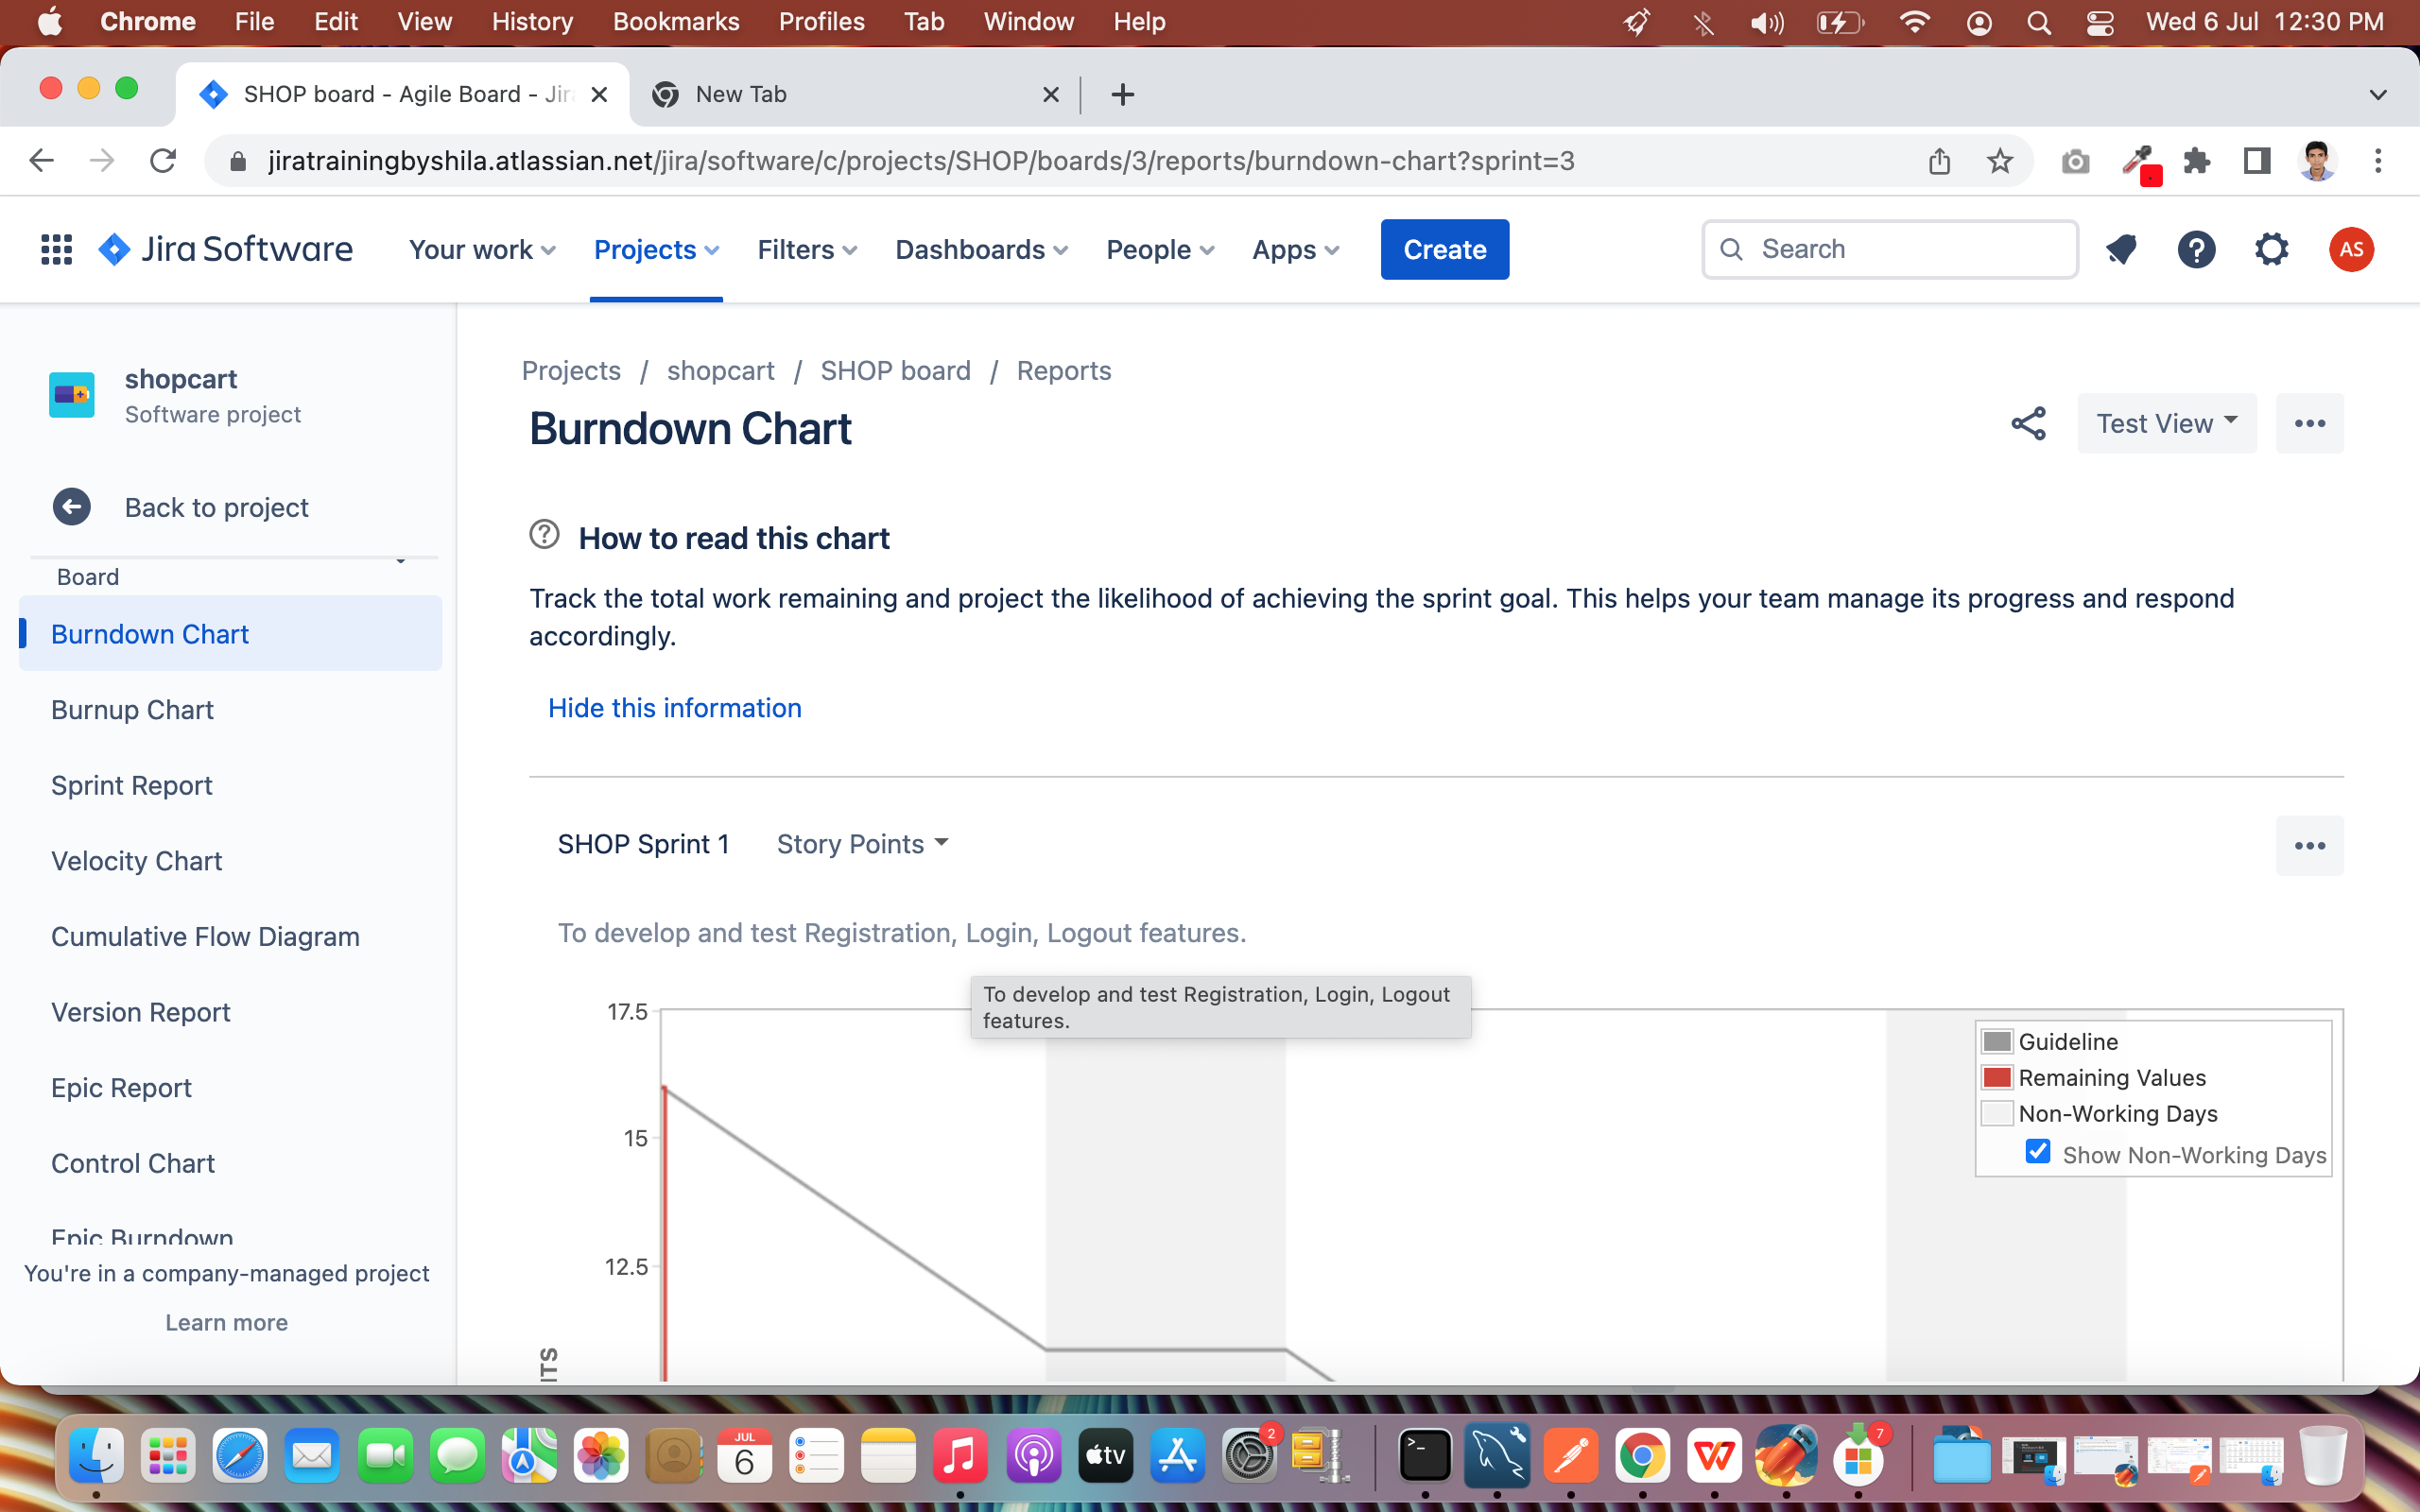 Chrome File Edit View History Bookmarks Profiles Tab Window Help Wed 6 Jul 12:30 PM
SHOP board - Agile Board - Jira New Tab
jiratrainingbyshila.atlassian.net/jira/software/c/projects/SHOP/boards/3/reports/burndown-chart?sprint=3
Jira Software Your work Projects Filters Dashboards People Apps Create Search AS
shopcart
Software project
Back to project
Board
Burndown Chart
Burnup Chart
Sprint Report
Velocity Chart
Cumulative Flow Diagram
Version Report
Epic Report
Control Chart
Epic Burndown
You're in a company-managed project
Learn more
Projects / shopcart / SHOP board / Reports
Burndown Chart
Test View
How to read this chart
Track the total work remaining and project the likelihood of achieving the sprint goal. This helps your team manage its progress and respond
accordingly.
Hide this information
SHOP Sprint 1 Story Points
To develop and test Registration, Login, Logout features.
To develop and test Registration, Login, Logout
features.
17.5
15
12.5
ITS
Guideline
Remaining Values
Non-Working Days
Show Non-Working Days
JUL
6
tv
2
7